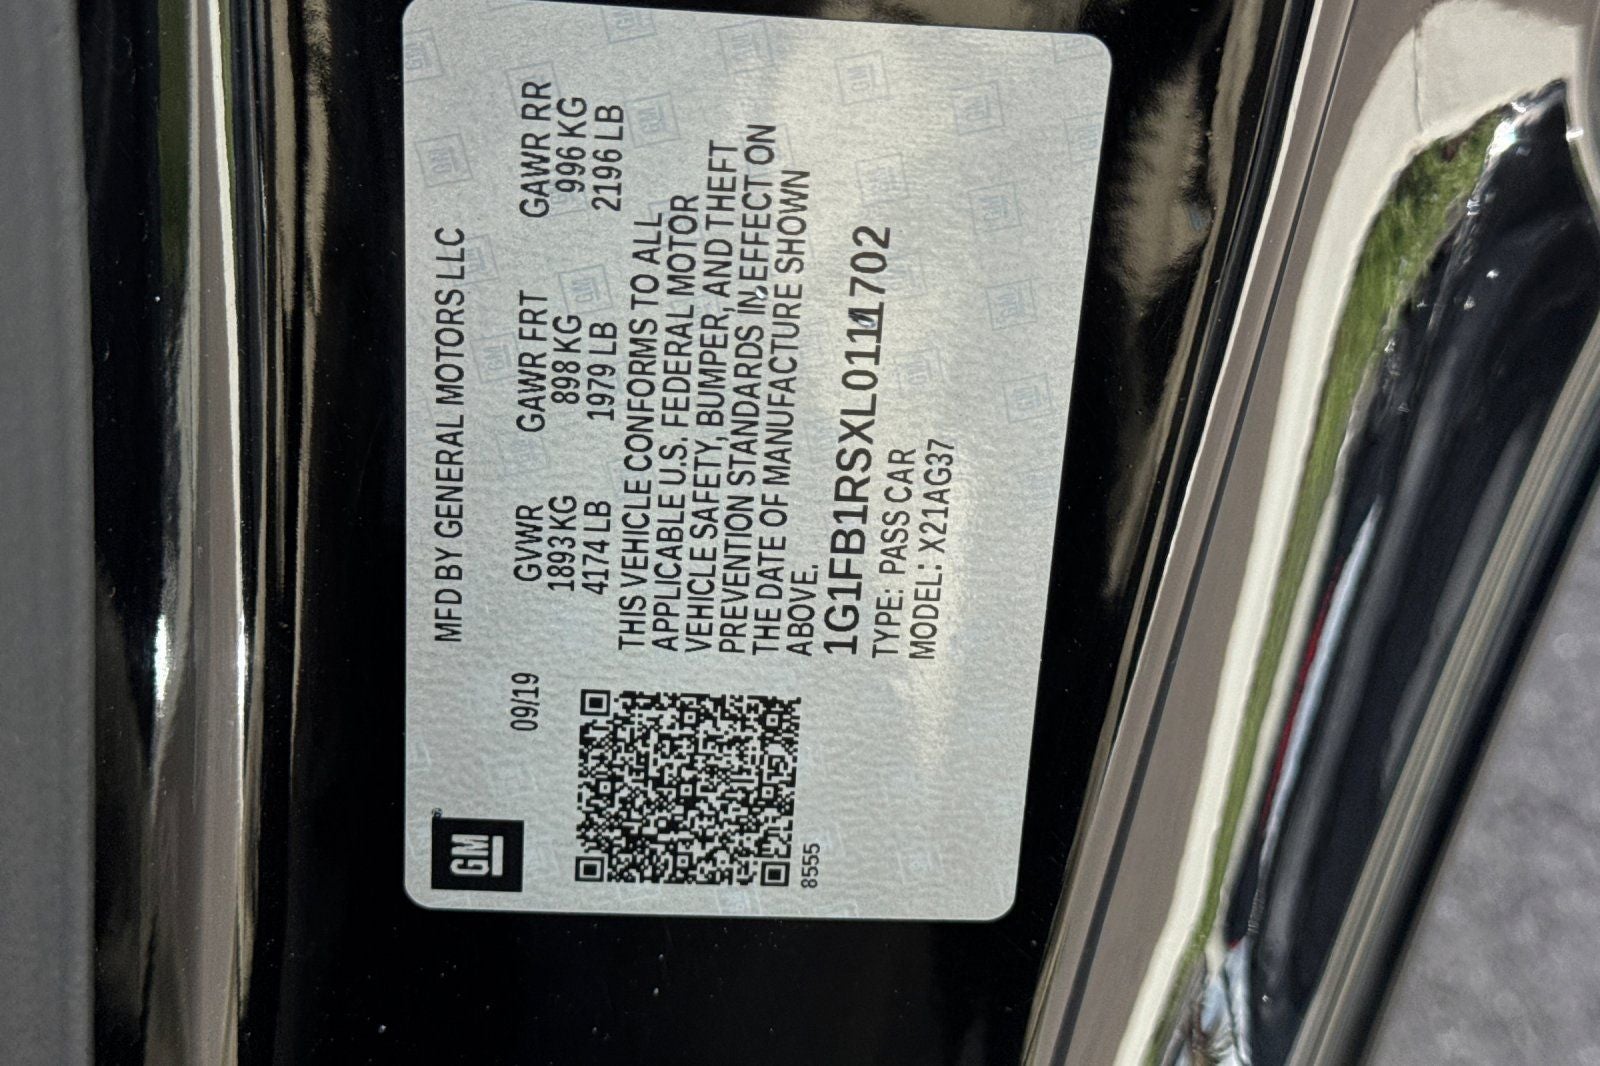 GM
MFD BY GENERAL MOTORS LLC
09/19
GVWR GAWR FRT GAWR RR
1893 KG 898 KG 996 KG
4174 LB 1979 LB 2196 LB
THIS VEHICLE CONFORMS TO ALL
APPLICABLE U.S. FEDERAL MOTOR
VEHICLE SAFETY, BUMPER, AND THEFT
PREVENTION STANDARDS IN EFFECT ON
THE DATE OF MANUFACTURE SHOWN
ABOVE.
1G1FB1RSXL0111702
TYPE: PASS CAR
MODEL: X21AG37
8555